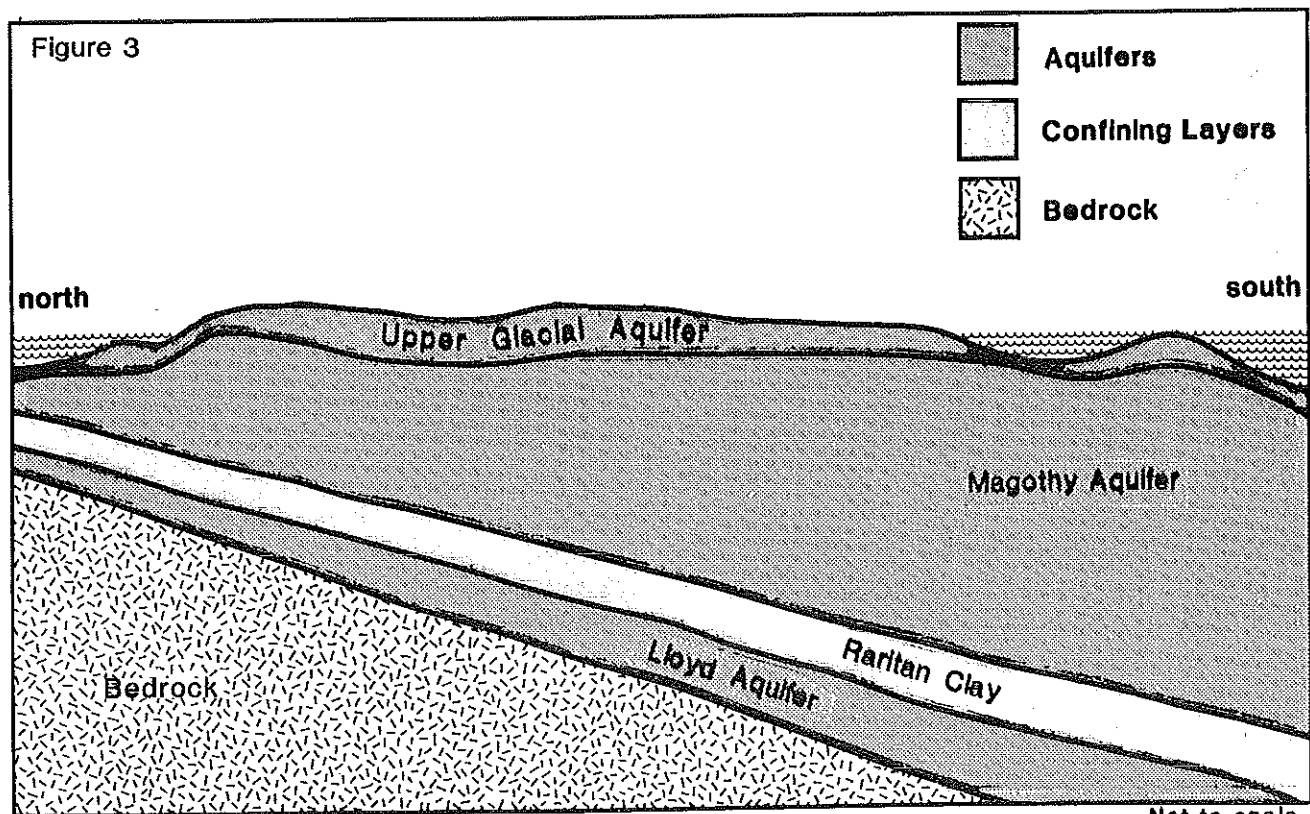 Figure 3
Aquifers
Confining Layers
Bedrock
north
south
Upper Glacial Aquifer
Magothy Aquifer
Raritan Clay
Lloyd Aquifer
Bedrock
Not to scale